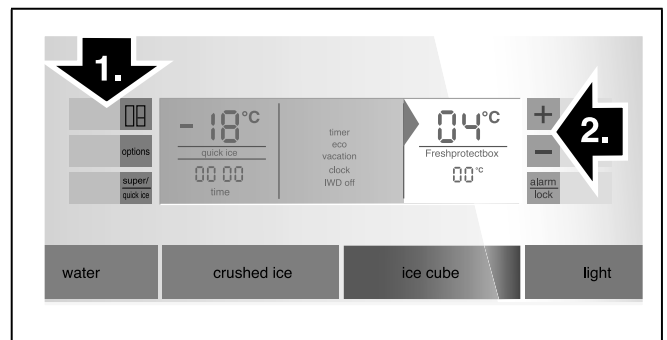 1.
2.
options
super/
quick ice
- 18°C
quick ice
00 00
time
timer
eco
vacation
clock
IWD off
04°C
Freshprotectbox
00°C
+
-
alarm
lock
water
crushed ice
ice cube
light